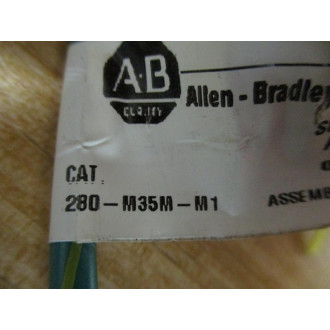 A·B
QUALITY
Allen - Bradley
CAT.
280-M35M-M1
ASSEMB